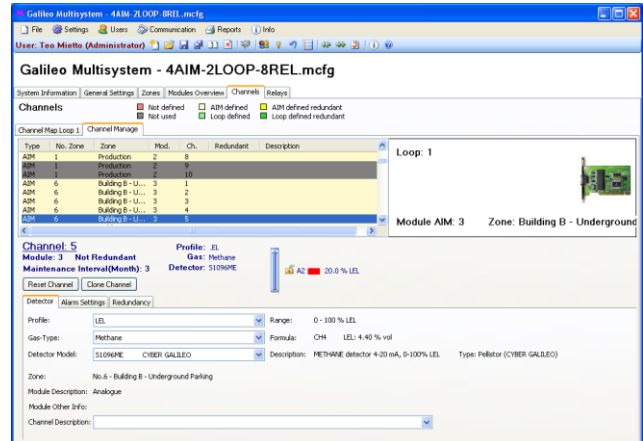 Galileo Multisystem - 4AIM-2LOOP-8REL.mcfg
File Settings Users Communication Reports Info
User: Teo Mietto (Administrator)
Galileo Multisystem - 4AIM-2LOOP-8REL.mcfg
System Information General Settings Zones Modules Overview Channels Relays
Channels
Not defined AIM defined AIM defined redundant
Not used Loop defined Loop defined redundant
Channel Map Loop 1 Channel Manage
Type No. Zone Zone Mod. Ch. Redundant Description
AIM 1 Production 2 8
AIM 1 Production 2 9
AIM 1 Production 2 10
AIM 6 Building B - U... 3 1
AIM 6 Building B - U... 3 2
AIM 6 Building B - U... 3 3
AIM 6 Building B - U... 3 4
AIM 6 Building B - U... 3 5
Loop: 1
Module AIM: 3 Zone: Building B - Underground
Channel: 5
Module: 3 Not Redundant
Maintenance Interval(Month): 3
Profile: .EL
Gas: Methane
Detector: S1096ME
A2 20.0 % LEL
Reset Channel Clone Channel
Detector Alarm Settings Redundancy
Profile: LEL Range: 0 - 100 % LEL
Gas-Type: Methane Formula: CH4 LEL: 4.40 % vol
Detector Model: S1096ME CYBER GALILEO Description: METHANE detector 4-20 mA, 0-100% LEL Type: Pellistor (CYBER GALILEO)
Zone: No.6 - Building B - Underground Parking
Module Description: Analogue
Module Other Info:
Channel Description: